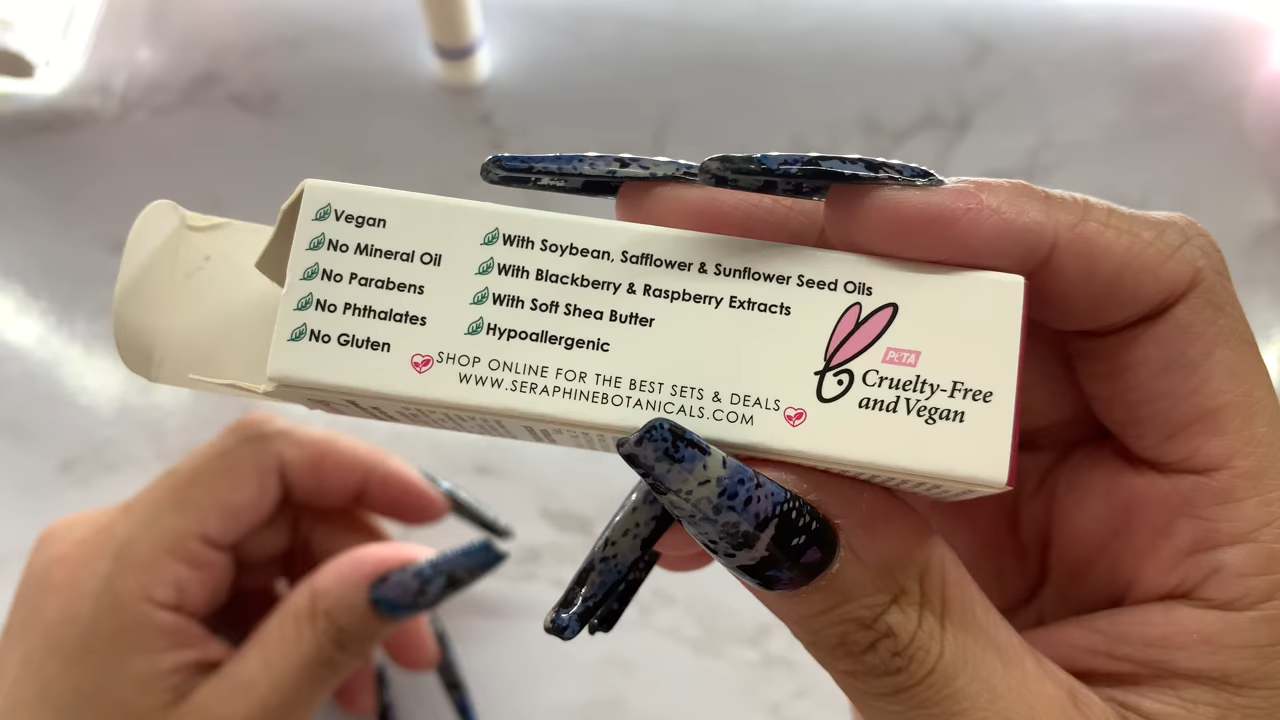 Vegan
No Mineral Oil
No Parabens
No Phthalates
No Gluten
With Soybean, Safflower & Sunflower Seed Oils
With Blackberry & Raspberry Extracts
With Soft Shea Butter
Hypoallergenic
SHOP ONLINE FOR THE BEST SETS & DEALS
WWW.SERAPHINEBOTANICALS.COM
PETA
Cruelty-Free
and Vegan